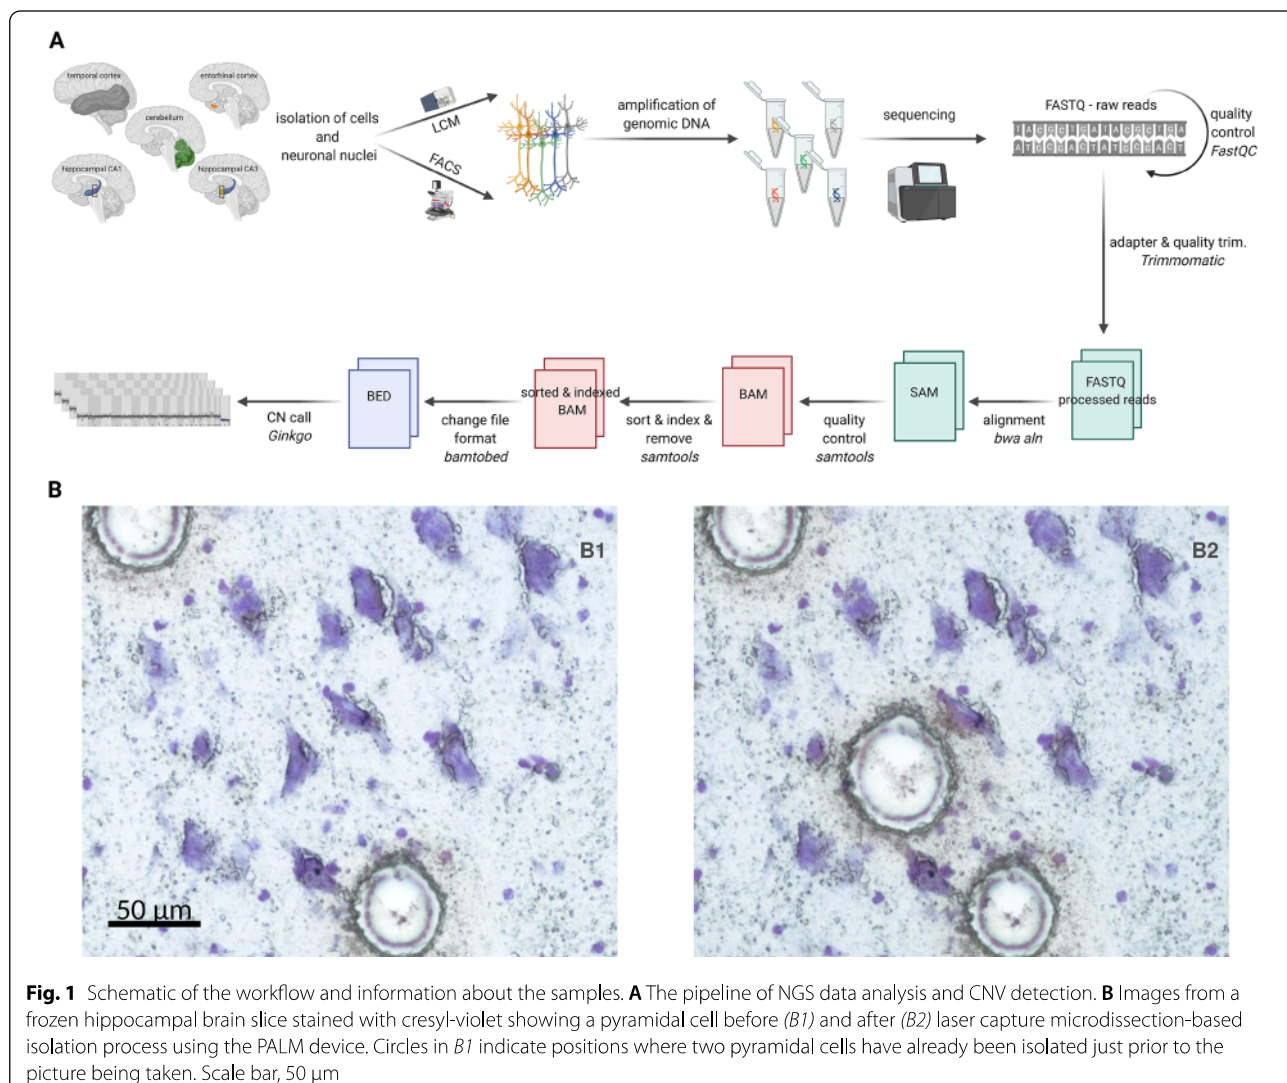 A
temporal cortex
entorhinal cortex
cerebellum
hippocampal CA1
hippocampal CA3
isolation of cells
and
neuronal nuclei
LCM
FACS
amplification of
genomic DNA
sequencing
FASTQ - raw reads
TACGCTGATACGCTGA
ATGCGACTATGCGACT
quality
control
FastQC
adapter & quality trim.
Trimmomatic
FASTQ
processed reads
alignment
bwa aln
SAM
quality
control
samtools
BAM
sort & index &
remove
samtools
sorted & indexed
BAM
change file
format
bamtobed
BED
CN call
Ginkgo
B
B1
B2
50 µm
Fig. 1 Schematic of the workflow and information about the samples. A The pipeline of NGS data analysis and CNV detection. B Images from a
frozen hippocampal brain slice stained with cresyl-violet showing a pyramidal cell before (B1) and after (B2) laser capture microdissection-based
isolation process using the PALM device. Circles in B1 indicate positions where two pyramidal cells have already been isolated just prior to the
picture being taken. Scale bar, 50 µm